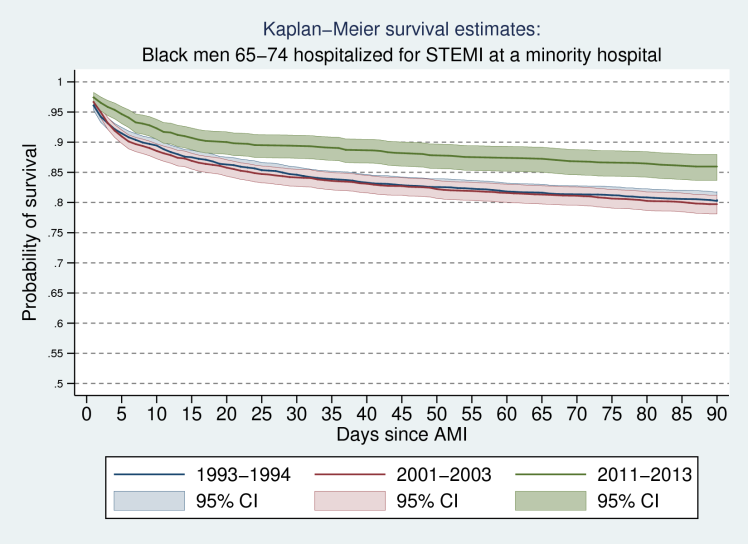 Kaplan−Meier survival estimates:
Black men 65−74 hospitalized for STEMI at a minority hospital
Probability of survival
1
.95
.9
.85
.8
.75
.7
.65
.6
.55
.5
0 5 10 15 20 25 30 35 40 45 50 55 60 65 70 75 80 85 90
Days since AMI
1993−1994 2001−2003 2011−2013
95% CI 95% CI 95% CI